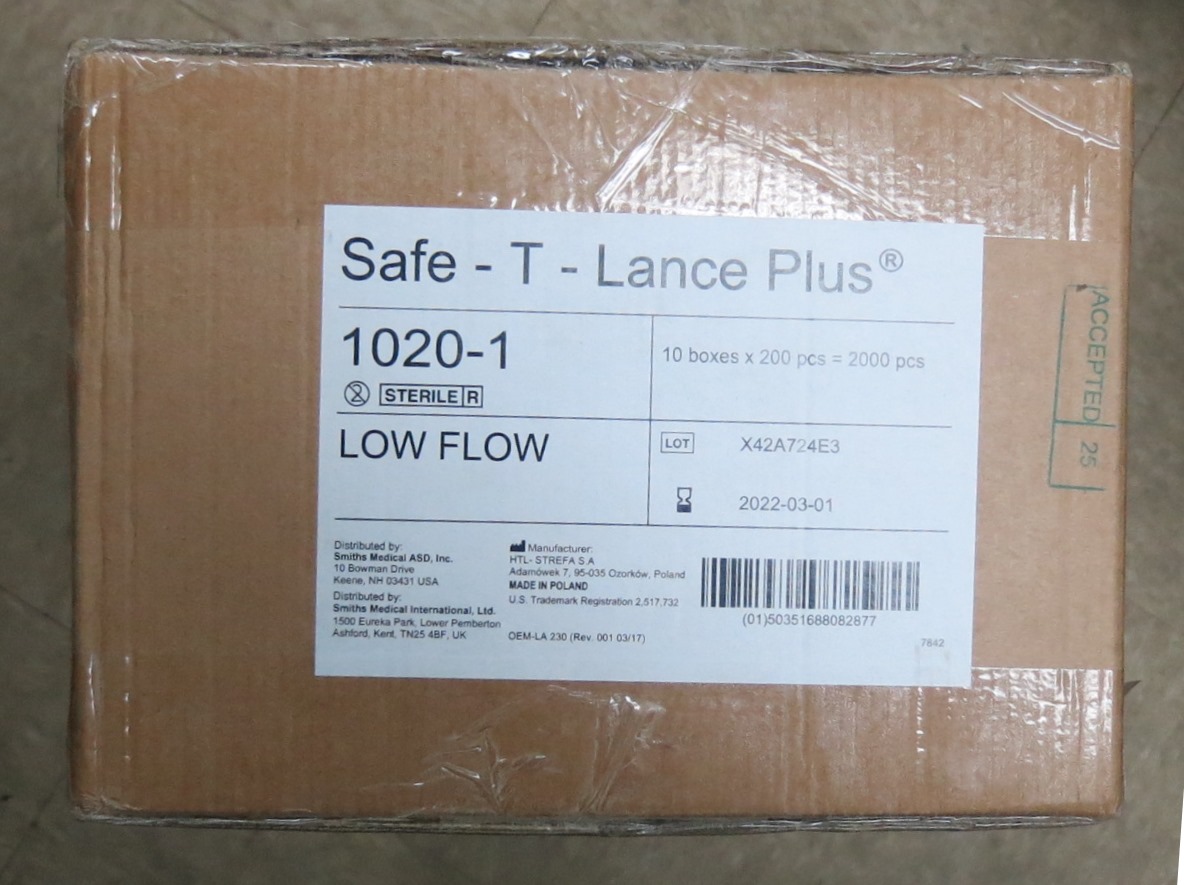 Safe - T - Lance Plus®
1020-1
STERILE R
10 boxes x 200 pcs = 2000 pcs
LOW FLOW
LOT X42A724E3
2022-03-01
Distributed by:
Smiths Medical ASD, Inc.
10 Bowman Drive
Keene, NH 03431 USA
Distributed by:
Smiths Medical International, Ltd.
1500 Eureka Park, Lower Pemberton
Ashford, Kent, TN25 4BF, UK
Manufacturer:
HTL- STREFA S.A
Adamówek 7, 95-035 Ozorków, Poland
MADE IN POLAND
U.S. Trademark Registration 2,517,732
OEM-LA 230 (Rev. 001 03/17)
(01)50351688082877
7842
ACCEPTED 25